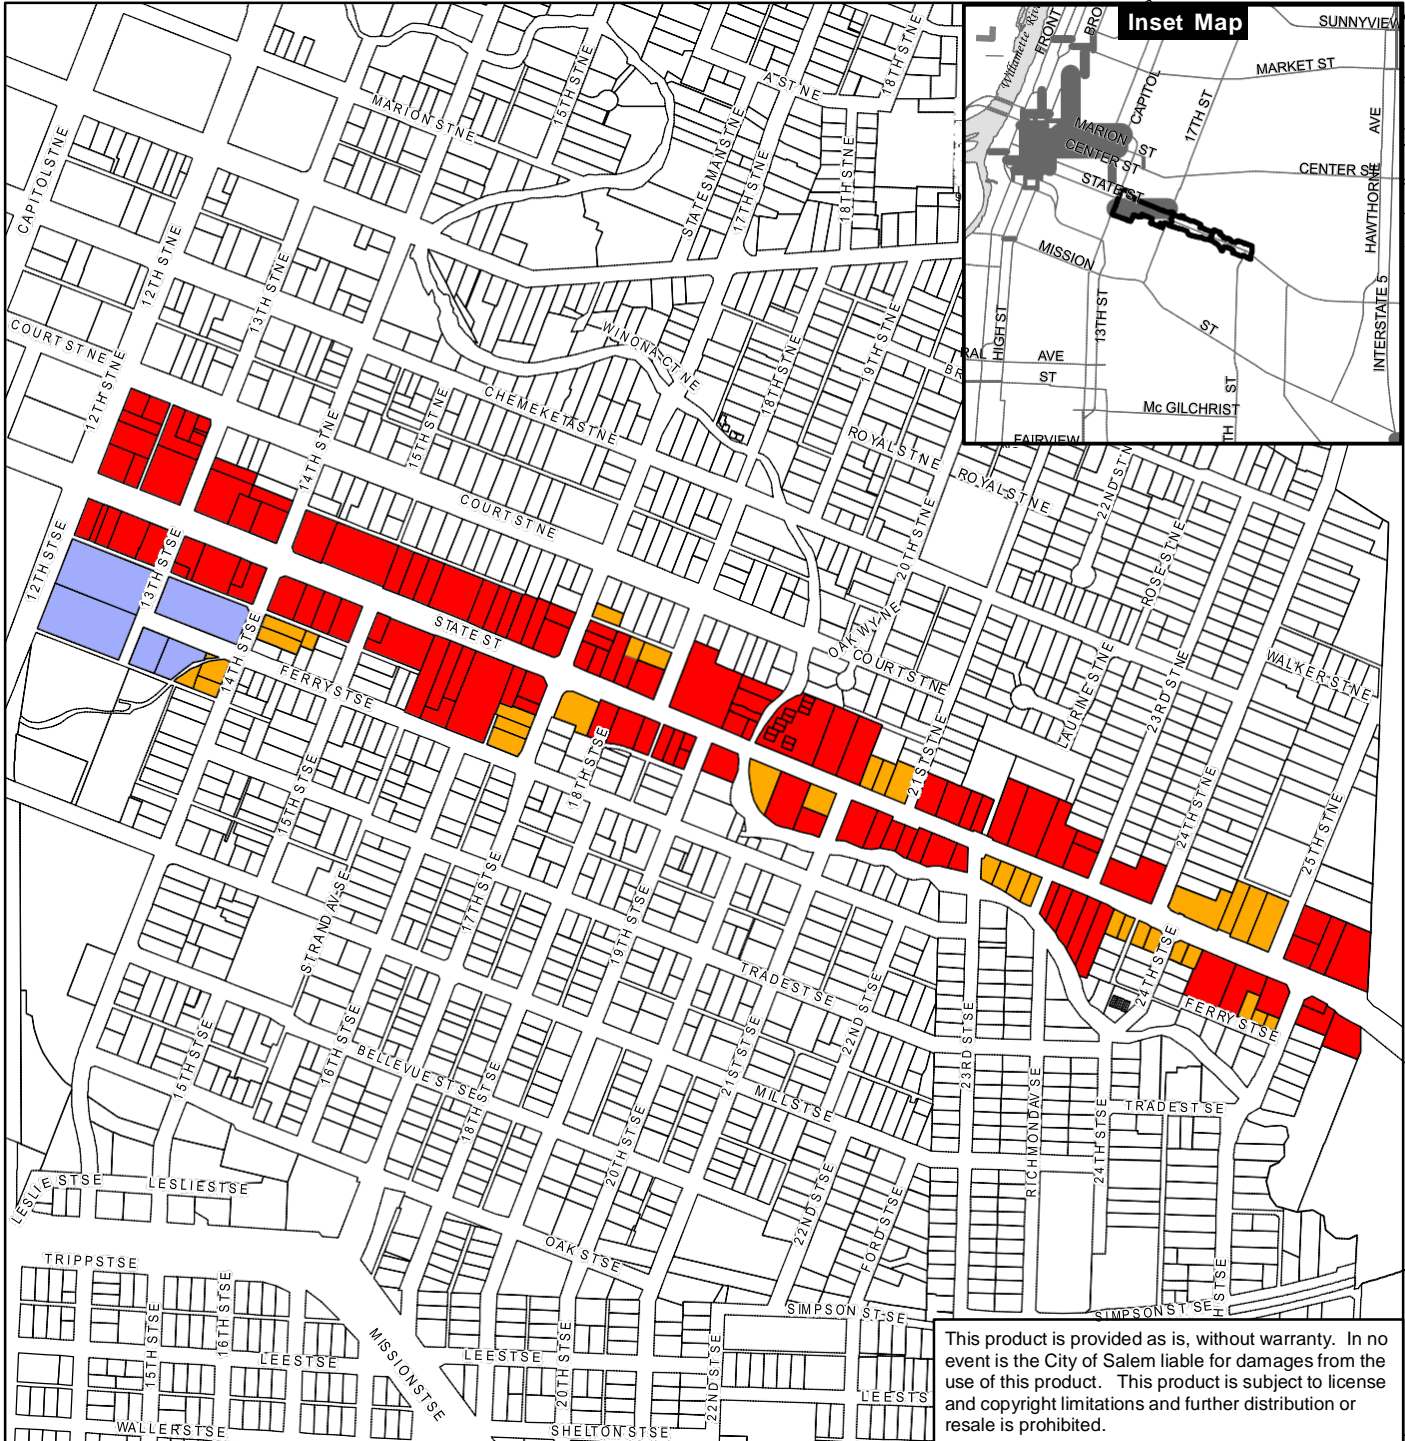 Inset Map
SUNNYVIEW
MARKET ST
FRONT
BRO
Willamette River
CAPITOL
17TH ST
AVE
MARION ST
CENTER ST
CENTER ST
STATE ST
HAWTHORNE
MISSION
ST
13TH ST
HIGH ST
INTERSTATE 5
RAL
AVE
ST
Mc GILCHRIST
TH ST
FAIRVIEW
MARION ST NE
15TH ST NE
A ST NE
18TH ST NE
CAPITOL ST NE
STATESMAN ST NE
17TH ST NE
18TH ST NE
12TH ST NE
13TH ST NE
COURT ST NE
12TH ST NE
WINONA CT NE
19TH ST NE
18TH ST NE
BR
CHEMEKETA ST NE
14TH ST NE
15TH ST NE
ROYAL ST NE
ROYAL ST NE
22ND ST N
COURT ST NE
20TH ST NE
ROSE ST NE
12TH ST SE
13TH ST SE
14TH ST SE
STATE ST
FERRY ST SE
OAK WY NE
COURT ST NE
LAURINE ST NE
23RD ST NE
WALKER ST NE
18TH ST SE
21ST ST NE
24TH ST NE
25TH ST NE
15TH ST SE
STRAND AV SE
17TH ST SE
19TH ST SE
TRADE ST SE
24TH ST SE
FERRY ST SE
22ND ST SE
23RD ST SE
15TH ST SE
16TH ST SE
BELLEVUE ST SE
18TH ST SE
21ST ST SE
MILL ST SE
RICHMOND AV SE
24TH ST SE
TRADE ST SE
20TH ST SE
LESLIE ST SE
LESLIE ST SE
22ND ST SE
FORD ST SE
OAK ST SE
TRIPP ST SE
16TH ST SE
15TH ST SE
MISSION ST SE
SIMPSON ST SE
SIMPSON ST SE
H ST SE
LEE ST SE
LEE ST SE
20TH ST SE
22ND ST SE
LEE ST S
WALLER ST SE
SHELTON ST SE
This product is provided as is, without warranty. In no
event is the City of Salem liable for damages from the
use of this product. This product is subject to license
and copyright limitations and further distribution or
resale is prohibited.